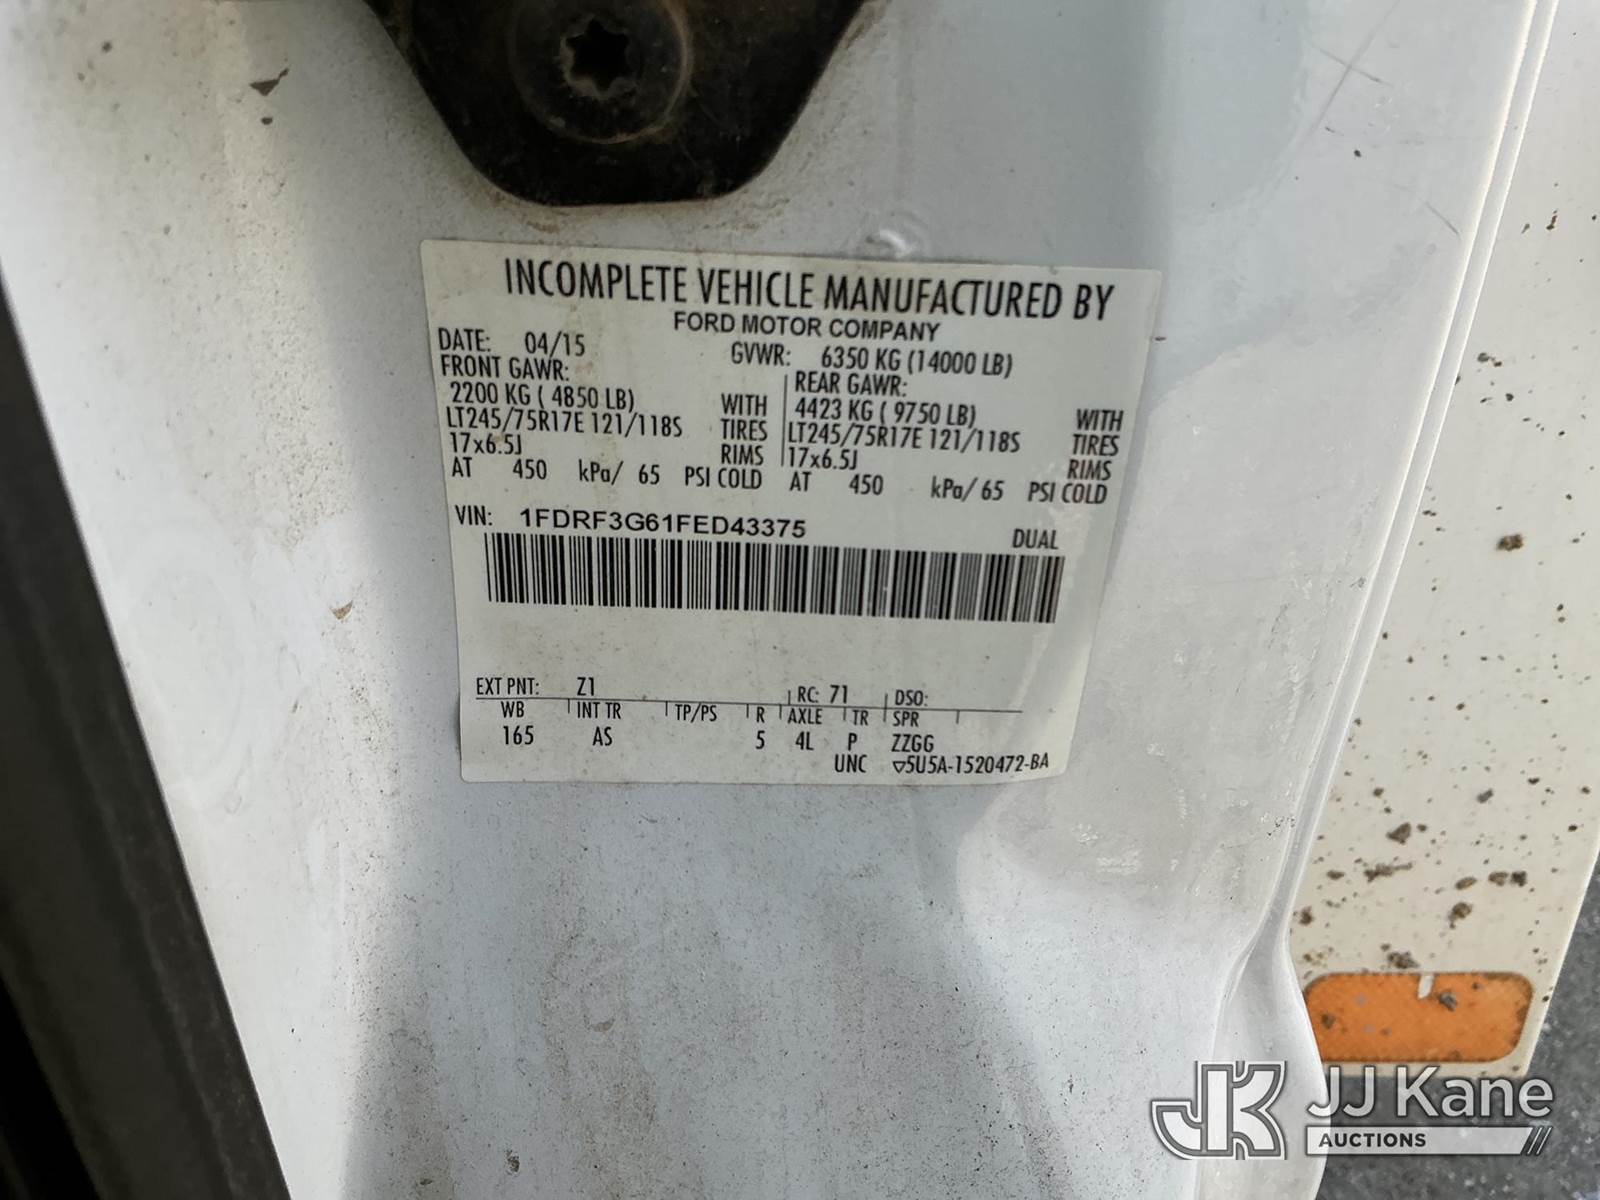 INCOMPLETE VEHICLE MANUFACTURED BY
FORD MOTOR COMPANY
DATE: 04/15 GVWR: 6350 KG (14000 LB)
FRONT GAWR: REAR GAWR:
2200 KG ( 4850 LB) WITH 4423 KG ( 9750 LB) WITH
LT245/75R17E 121/118S TIRES LT245/75R17E 121/118S TIRES
17x6.5J RIMS 17x6.5J RIMS
AT 450 kPa/ 65 PSI COLD AT 450 kPa/ 65 PSI COLD
VIN: 1FDRF3G61FED43375 DUAL
EXT PNT: Z1 RC: 71 DSO:
WB INT TR TP/PS R AXLE TR SPR
165 AS 5 4L P ZZGG
UNC ▽5U5A-1520472-BA
JK JJ Kane
AUCTIONS